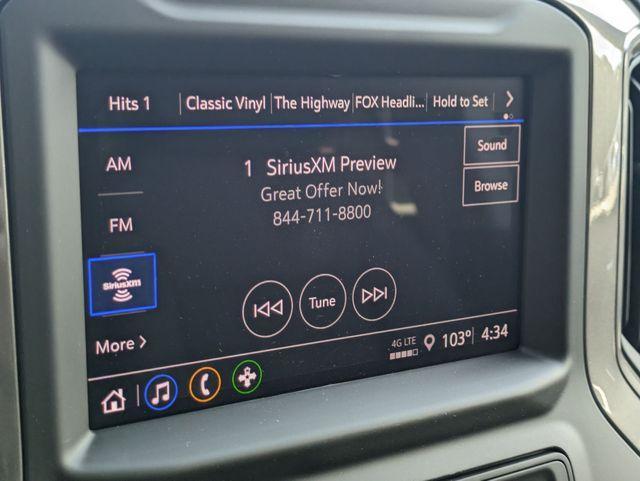 Hits 1 Classic Vinyl The Highway FOX Headli... Hold to Set >
AM
1 SiriusXM Preview
Sound
Great Offer Now!
Browse
844-711-8800
FM
SiriusXM
Tune
More >
4G LTE 103° 4:34